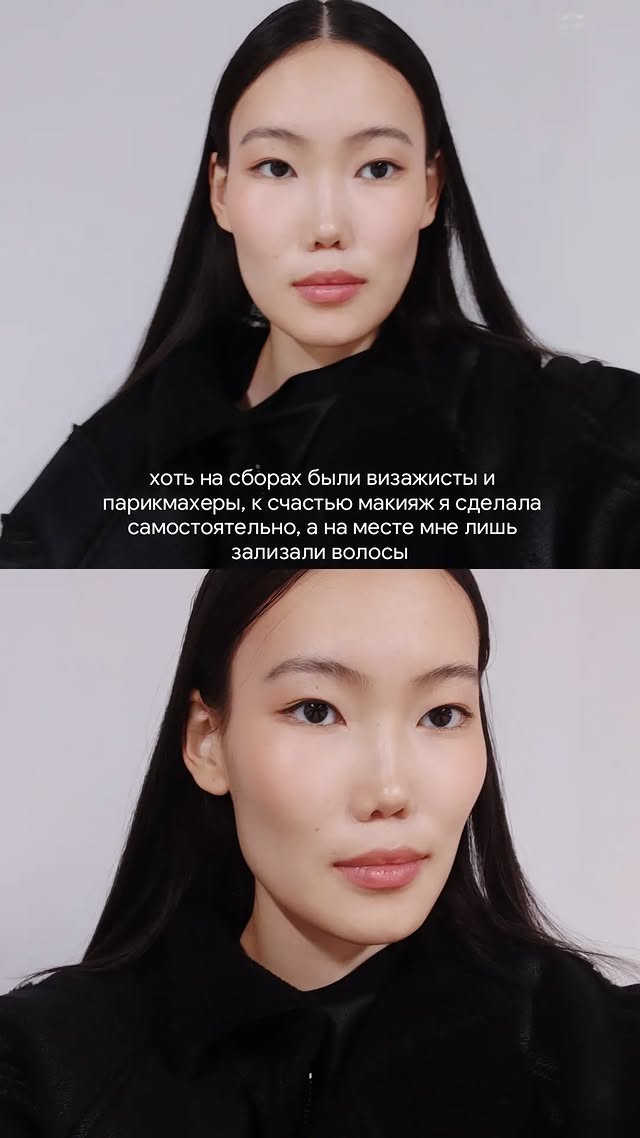 хоть на сборах были визажисты и
парикмахеры, к счастью макияж я сделала
самостоятельно, а на месте мне лишь
зализали волосы